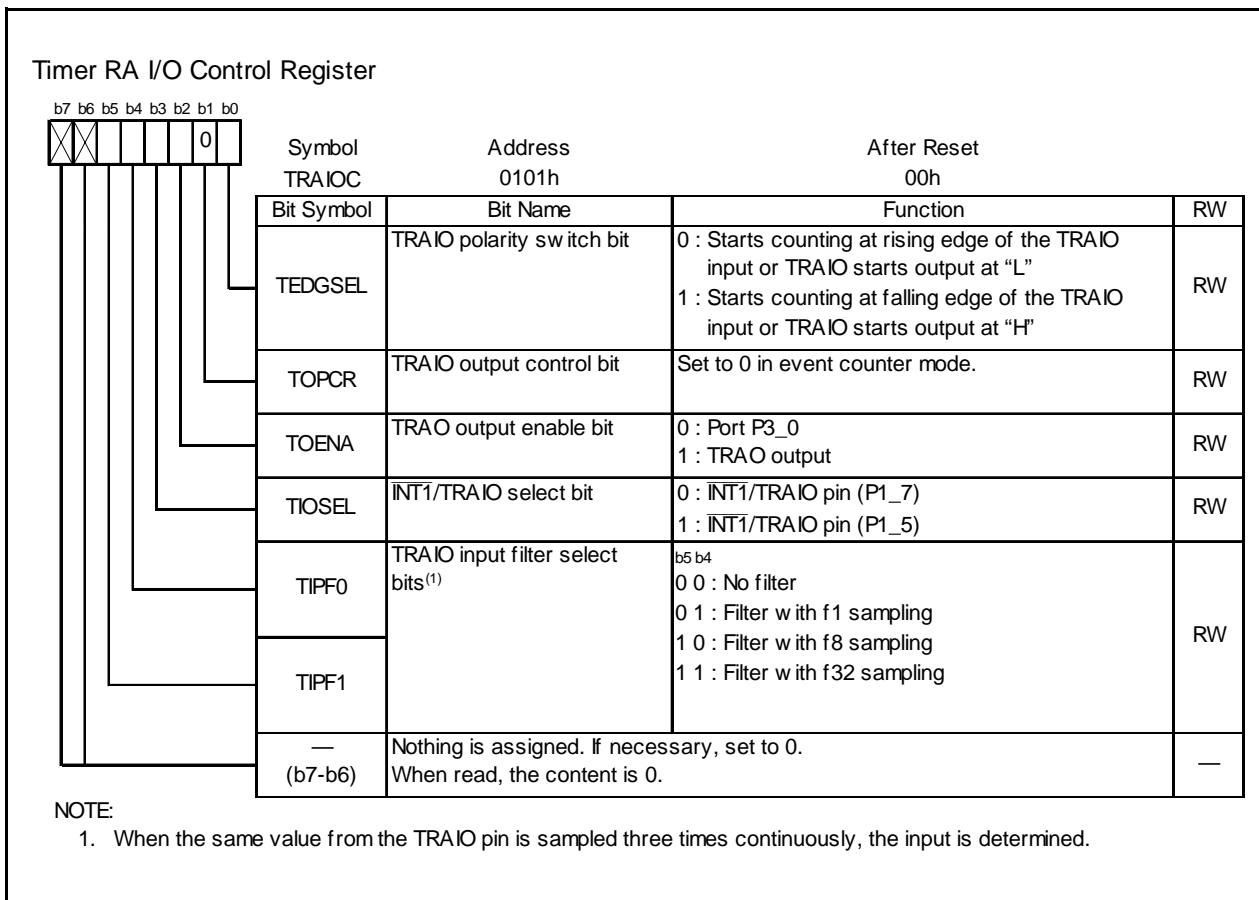 Timer RA I/O Control Register
b7 b6 b5 b4 b3 b2 b1 b0
0
Symbol Address After Reset
TRAIOC 0101h 00h
Bit Symbol Bit Name Function RW
TEDGSEL TRAIO polarity switch bit 0 : Starts counting at rising edge of the TRAIO
input or TRAIO starts output at “L”
1 : Starts counting at falling edge of the TRAIO
input or TRAIO starts output at “H”
RW
TOPCR TRAIO output control bit Set to 0 in event counter mode. RW
TOENA TRAO output enable bit 0 : Port P3_0
1 : TRAO output
RW
TIOSEL INT1/TRAIO select bit 0 : INT1/TRAIO pin (P1_7)
1 : INT1/TRAIO pin (P1_5)
RW
TIPF0 TRAIO input filter select
bits(1)
b5 b4
0 0 : No filter
0 1 : Filter with f1 sampling
1 0 : Filter with f8 sampling
1 1 : Filter with f32 sampling
RW
TIPF1
—
(b7-b6)
Nothing is assigned. If necessary, set to 0.
When read, the content is 0.
—
NOTE:
1. When the same value from the TRAIO pin is sampled three times continuously, the input is determined.